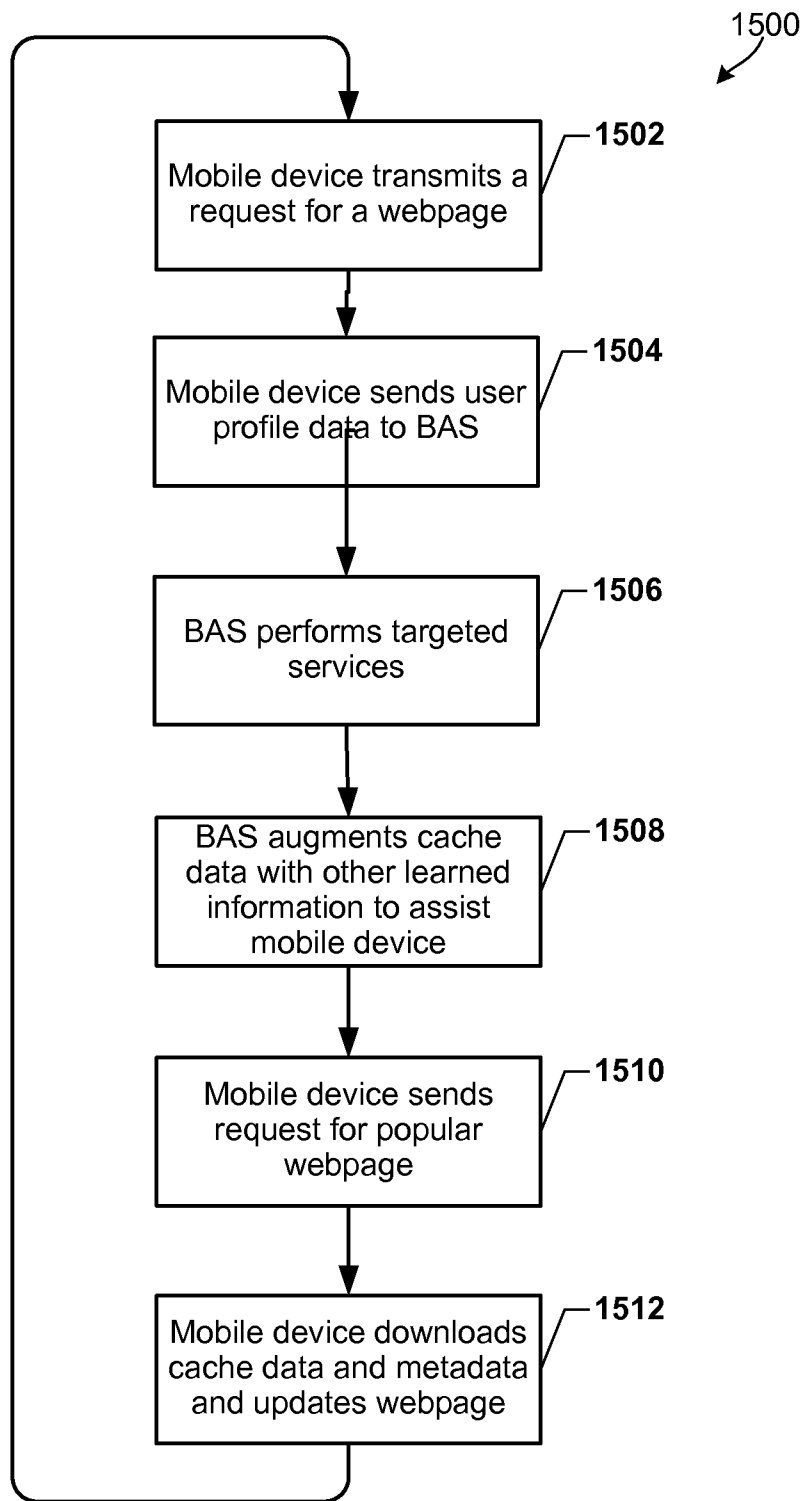 1500
1502
Mobile device transmits a
request for a webpage
1504
Mobile device sends user
profile data to BAS
1506
BAS performs targeted
services
1508
BAS augments cache
data with other learned
information to assist
mobile device
1510
Mobile device sends
request for popular
webpage
1512
Mobile device downloads
cache data and metadata
and updates webpage